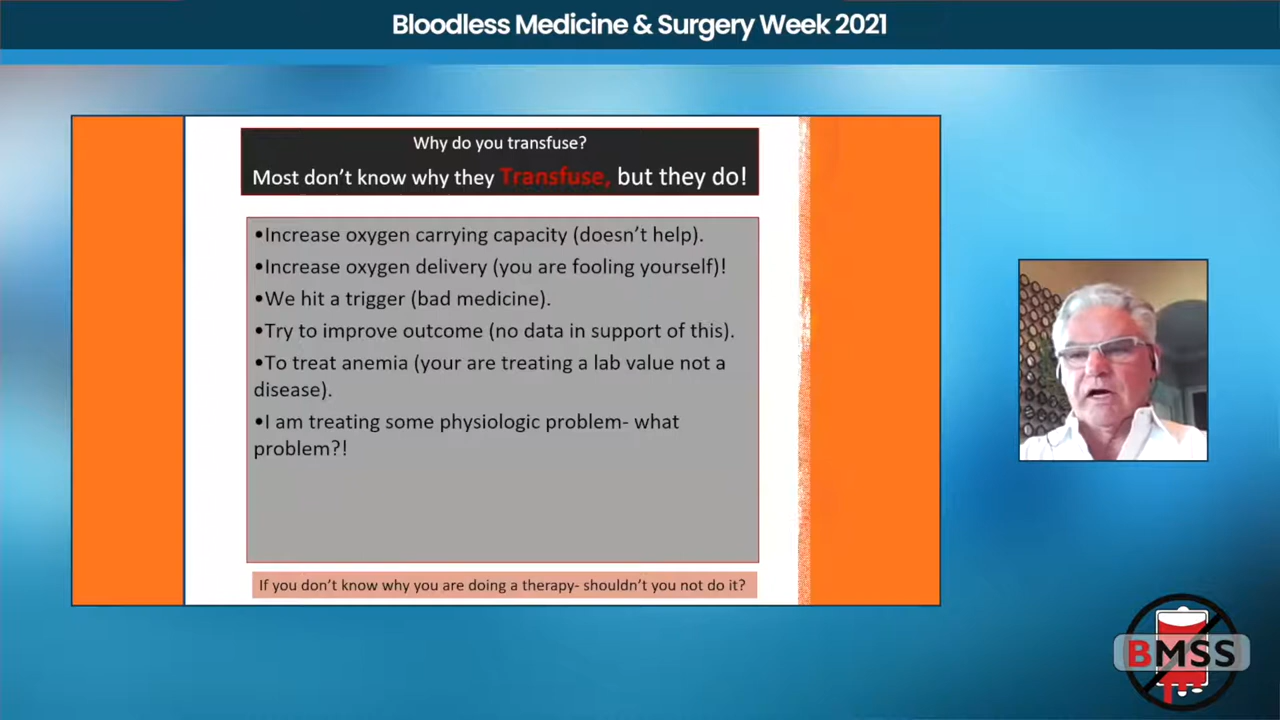 Bloodless Medicine & Surgery Week 2021
Why do you transfuse?
Most don't know why they Transfuse, but they do!
•Increase oxygen carrying capacity (doesn't help).
•Increase oxygen delivery (you are fooling yourself)!
•We hit a trigger (bad medicine).
•Try to improve outcome (no data in support of this).
•To treat anemia (your are treating a lab value not a
disease).
•I am treating some physiologic problem- what
problem?!
If you don't know why you are doing a therapy- shouldn't you not do it?
BMSS